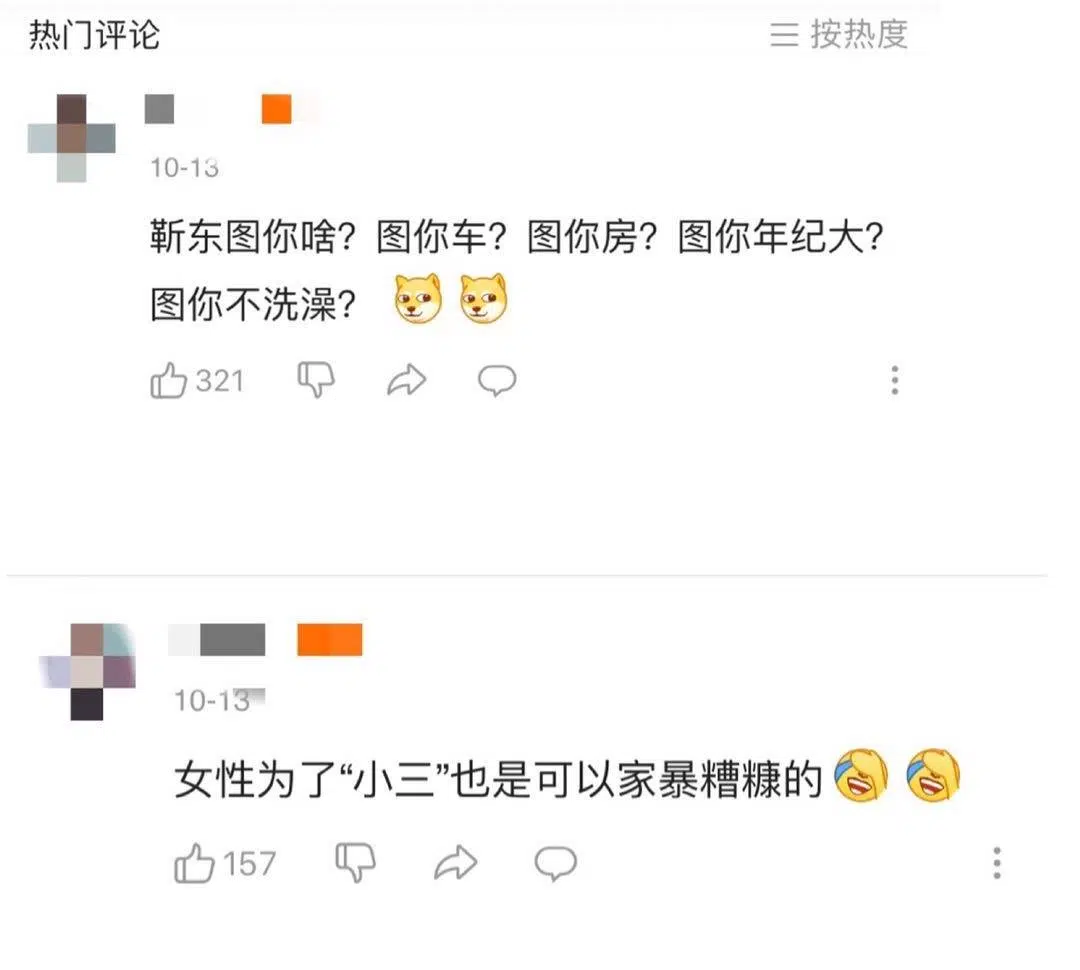 热门评论
按热度
10-13
靳东图你啥？图你车？图你房？图你年纪大？
图你不洗澡？
321
10-13
女性为了“小三”也是可以家暴糟糠的
157